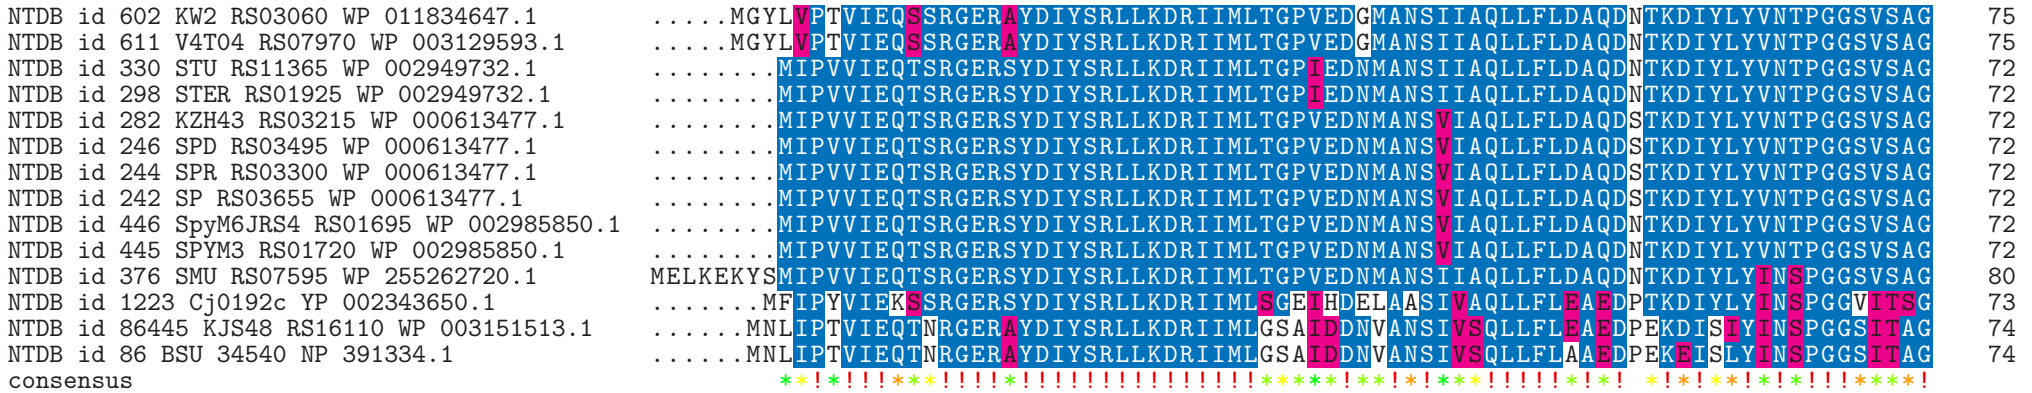 NTDB id 602 KW2 RS03060 WP 011834647.1 .....MGYLVPTVIEQSSRGERAYDIYSRLLKDRIIMLTGPVEDGMANSIIAQLLFLDAQDNTKDIYLYVNTPGGSVSAG 75
NTDB id 611 V4T04 RS07970 WP 003129593.1 .....MGYLVPTVIEQSSRGERAYDIYSRLLKDRIIMLTGPVEDGMANSIIAQLLFLDAQDNTKDIYLYVNTPGGSVSAG 75
NTDB id 330 STU RS11365 WP 002949732.1 ........MIPVVIEQTSRGERSYDIYSRLLKDRIIMLTGPIEDNMANSIIAQLLFLDAQDNTKDIYLYVNTPGGSVSAG 72
NTDB id 298 STER RS01925 WP 002949732.1 ........MIPVVIEQTSRGERSYDIYSRLLKDRIIMLTGPIEDNMANSIIAQLLFLDAQDNTKDIYLYVNTPGGSVSAG 72
NTDB id 282 KZH43 RS03215 WP 000613477.1 ........MIPVVIEQTSRGERSYDIYSRLLKDRIIMLTGPVEDNMANSVIAQLLFLDAQDSTKDIYLYVNTPGGSVSAG 72
NTDB id 246 SPD RS03495 WP 000613477.1 ........MIPVVIEQTSRGERSYDIYSRLLKDRIIMLTGPVEDNMANSVIAQLLFLDAQDSTKDIYLYVNTPGGSVSAG 72
NTDB id 244 SPR RS03300 WP 000613477.1 ........MIPVVIEQTSRGERSYDIYSRLLKDRIIMLTGPVEDNMANSVIAQLLFLDAQDSTKDIYLYVNTPGGSVSAG 72
NTDB id 242 SP RS03655 WP 000613477.1 ........MIPVVIEQTSRGERSYDIYSRLLKDRIIMLTGPVEDNMANSVIAQLLFLDAQDSTKDIYLYVNTPGGSVSAG 72
NTDB id 446 SpyM6JRS4 RS01695 WP 002985850.1 ........MIPVVIEQTSRGERSYDIYSRLLKDRIIMLTGPVEDNMANSVIAQLLFLDAQDNTKDIYLYVNTPGGSVSAG 72
NTDB id 445 SPYM3 RS01720 WP 002985850.1 ........MIPVVIEQTSRGERSYDIYSRLLKDRIIMLTGPVEDNMANSVIAQLLFLDAQDNTKDIYLYVNTPGGSVSAG 72
NTDB id 376 SMU RS07595 WP 255262720.1 MELKEKYSMIPVVIEQTSRGERSYDIYSRLLKDRIIMLTGPVEDNMANSIIAQLLFLDAQDNTKDIYLYINSPGGSVSAG 80
NTDB id 1223 Cj0192c YP 002343650.1 .......MFIPYVIEKSSRGERSYDIYSRLLKDRIIMLSGEIHDELAASIVAQLLFLEAEDPTKDIYLYINSPGGVITSG 73
NTDB id 86445 KJS48 RS16110 WP 003151513.1 ......MNLIPTVIEQTNRGERAYDIYSRLLKDRIIMLGSAIDDNVANSIVSQLLFLEAEDPEKDISIYINSPGGSITAG 74
NTDB id 86 BSU 34540 NP 391334.1 ......MNLIPTVIEQTNRGERAYDIYSRLLKDRIIMLGSAIDDNVANSIVSQLLFLAAEDPEKEISLYINSPGGSITAG 74
consensus **!*!!!***!!!!*!!!!!!!!!!!!!!!*****!**!*!***!!!!!*!*! *!*!**!*!*!!!****!